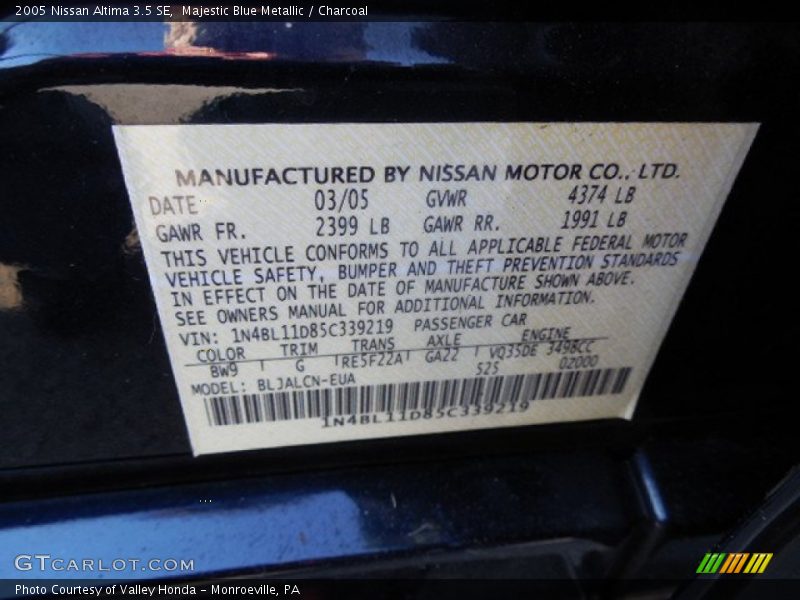 2005 Nissan Altima 3.5 SE,  Majestic Blue Metallic / Charcoal
MANUFACTURED BY NISSAN MOTOR CO., LTD.
DATE 03/05 GVWR 4374 LB
GAWR FR. 2399 LB GAWR RR. 1991 LB
THIS VEHICLE CONFORMS TO ALL APPLICABLE FEDERAL MOTOR
VEHICLE SAFETY, BUMPER AND THEFT PREVENTION STANDARDS
IN EFFECT ON THE DATE OF MANUFACTURE SHOWN ABOVE.
SEE OWNERS MANUAL FOR ADDITIONAL INFORMATION.
VIN: 1N4BL11D85C339219 PASSENGER CAR
COLOR TRIM TRANS AXLE ENGINE
BW9 G RE5F22A GA22 VQ35DE 3498CC
MODEL: BLJALCN-EUA 525 02000
1N4BL11D85C339219
GTCARLOT.COM
Photo Courtesy of Valley Honda - Monroeville, PA